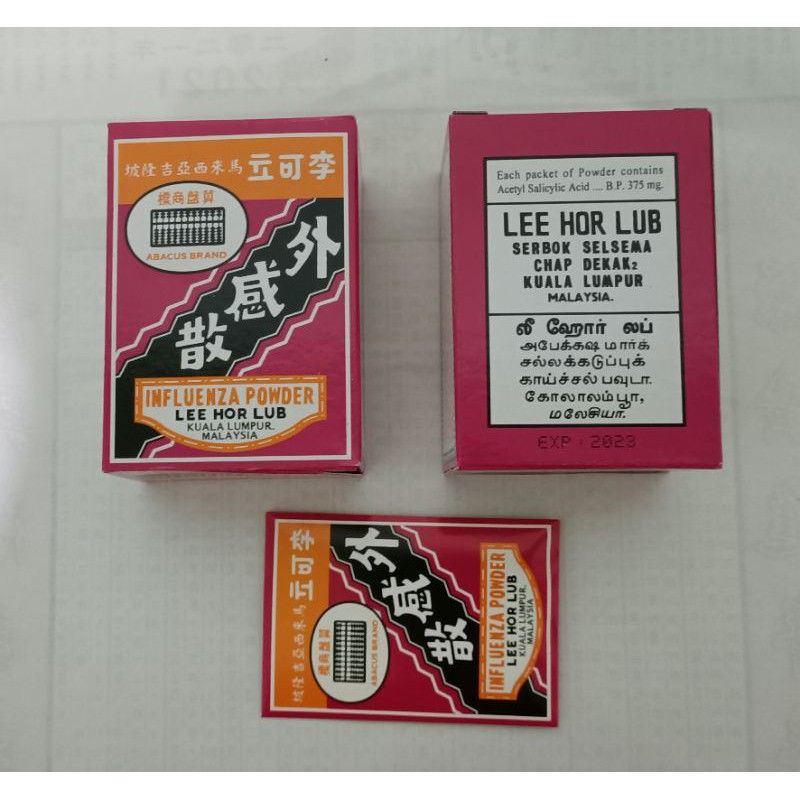 李可立 馬來西亞吉隆坡
算盤商標
ABACUS BRAND
外感散
INFLUENZA POWDER
LEE HOR LUB
KUALA LUMPUR.
MALAYSIA
Each packet of Powder contains
Acetyl Salicylic Acid .... B.P. 375 mg.
LEE HOR LUB
SERBOK SELSEMA
CHAP DEKAK₂
KUALA LUMPUR
MALAYSIA.
லீ ஹோர் லப்
அபேக்கஷ மார்க்
சல்லக்கடுப்புக்
காய்ச்சல் பவுடா.
கோலாலம்பூர்,
மலேசியா.
EXP : 2023
李可立 馬來西亞吉隆坡
算盤商標
ABACUS BRAND
外感散
INFLUENZA POWDER
LEE HOR LUB
KUALA LUMPUR.
MALAYSIA